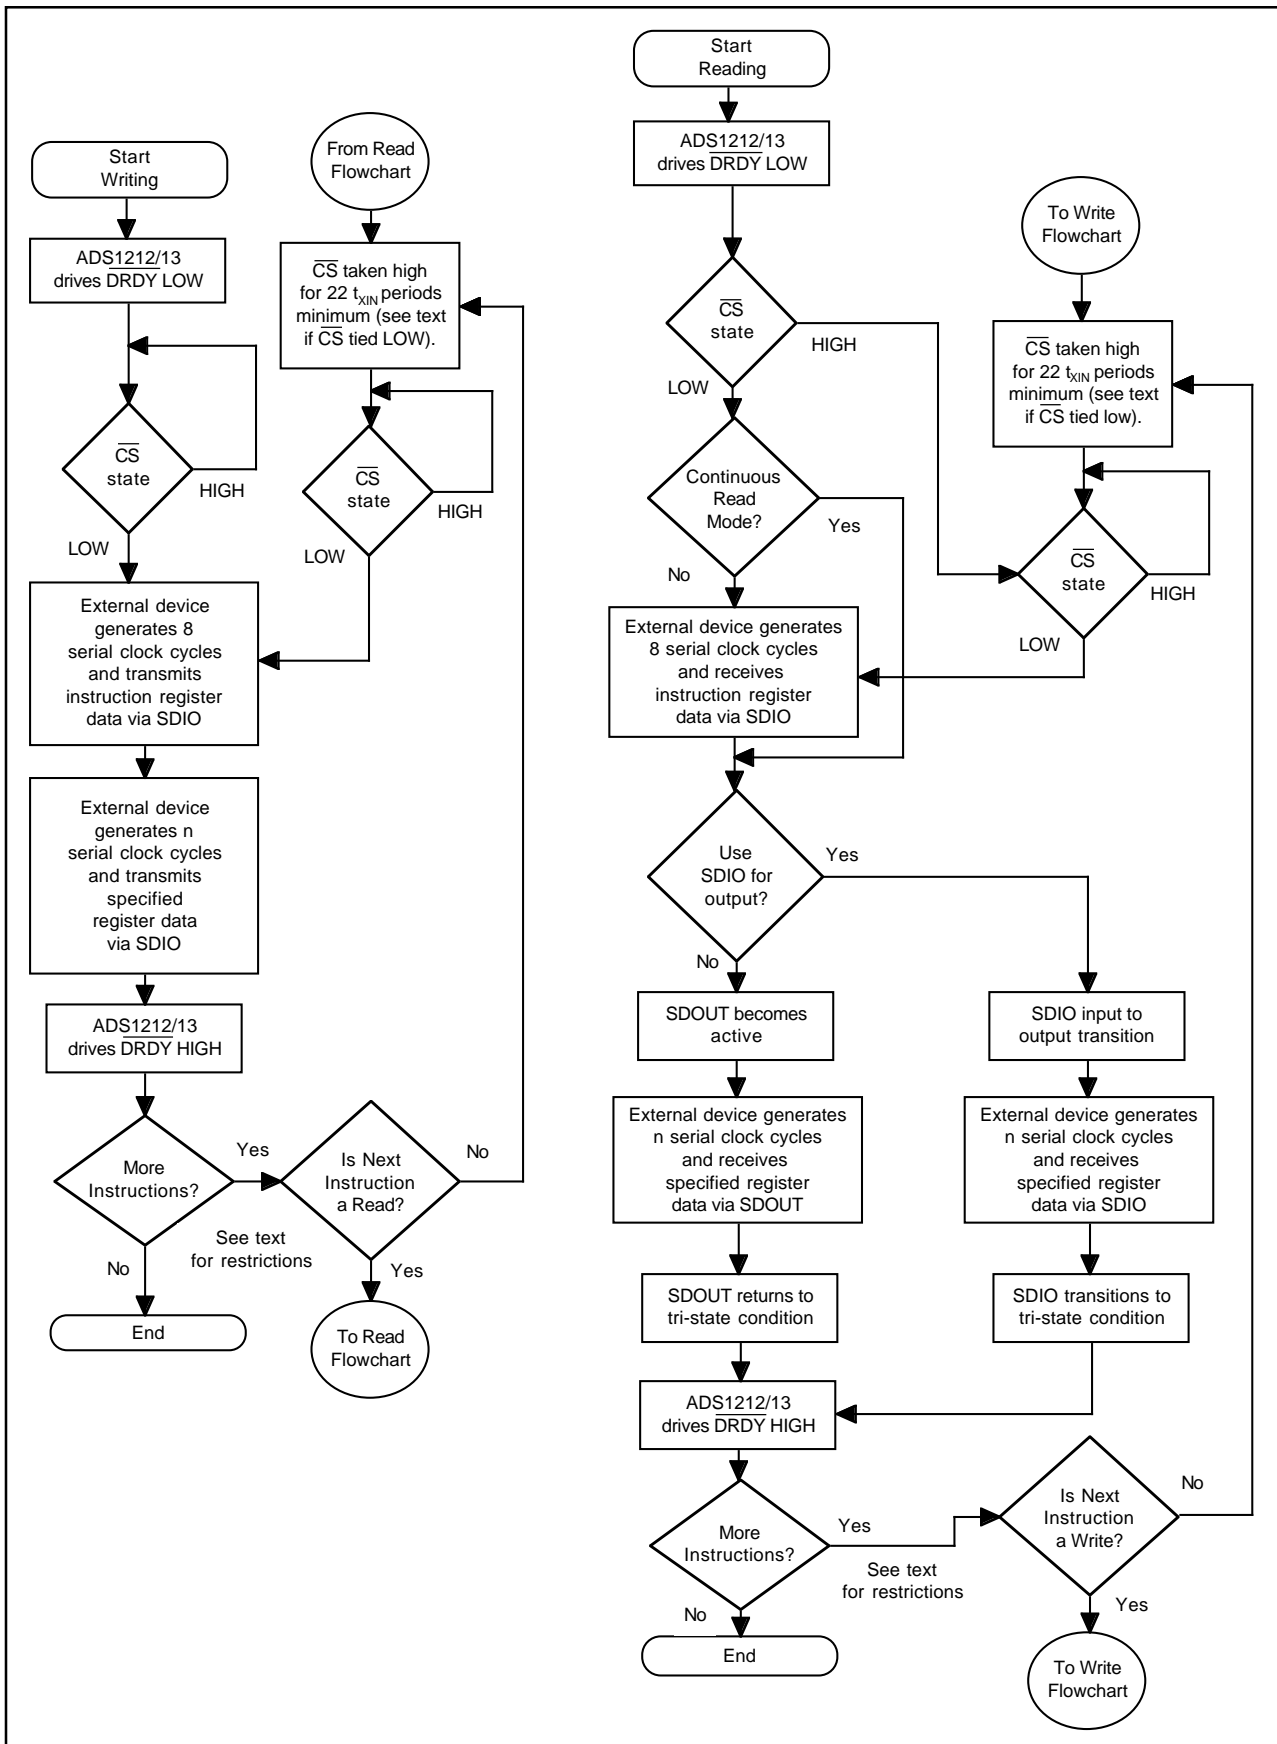 Start
Writing
ADS1212/13
drives DRDY LOW
CS
state
HIGH
LOW
External device
generates 8
serial clock cycles
and transmits
instruction register
data via SDIO
External device
generates n
serial clock cycles
and transmits
specified
register data
via SDIO
ADS1212/13
drives DRDY HIGH
More
Instructions?
Yes
See text
for restrictions
No
End
Is Next
Instruction
a Read?
No
Yes
To Read
Flowchart
From Read
Flowchart
CS taken high
for 22 tXIN periods
minimum (see text
if CS tied LOW).
CS
state
HIGH
LOW
Start
Reading
ADS1212/13
drives DRDY LOW
CS
state
HIGH
LOW
Continuous
Read
Mode?
Yes
No
External device generates
8 serial clock cycles
and receives
instruction register
data via SDIO
To Write
Flowchart
CS taken high
for 22 tXIN periods
minimum (see text
if CS tied low).
CS
state
HIGH
LOW
Use
SDIO for
output?
Yes
No
SDOUT becomes
active
External device generates
n serial clock cycles
and receives
specified register
data via SDOUT
SDOUT returns to
tri-state condition
SDIO input to
output transition
External device generates
n serial clock cycles
and receives
specified register
data via SDIO
SDIO transitions to
tri-state condition
ADS1212/13
drives DRDY HIGH
More
Instructions?
Yes
See text
for restrictions
No
End
Is Next
Instruction
a Write?
No
Yes
To Write
Flowchart